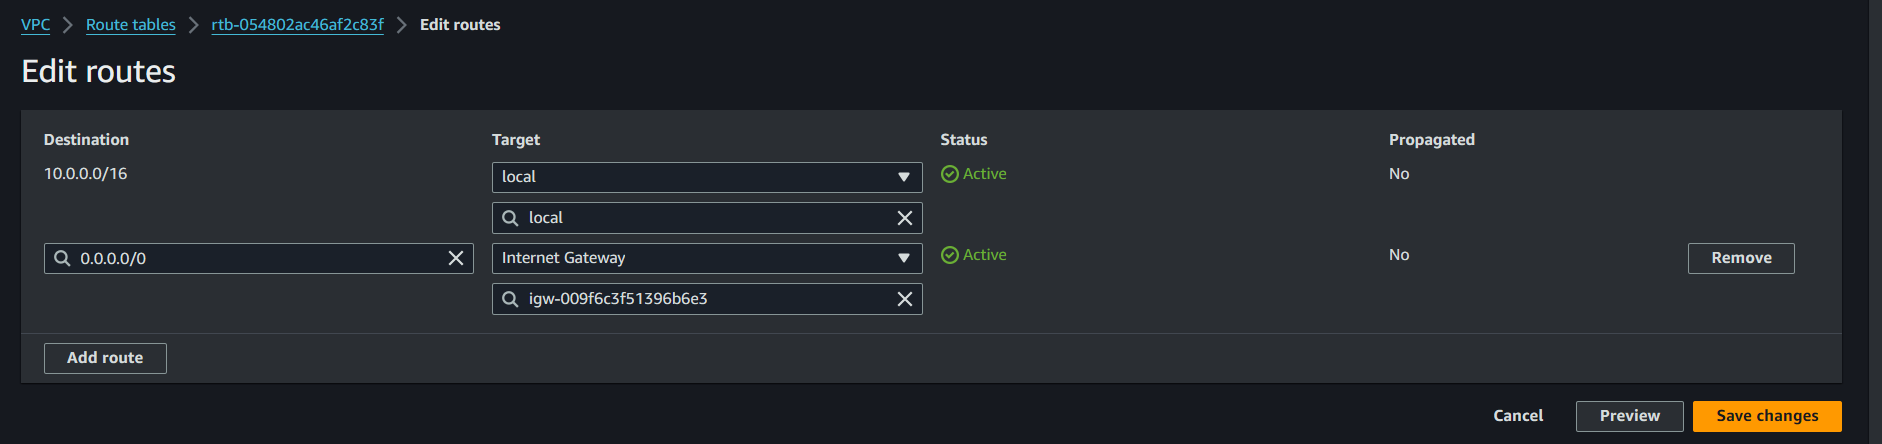 VPC > Route tables > rtb-054802ac46af2c83f > Edit routes
Edit routes
Destination Target Status Propagated
10.0.0.0/16 local Active No
local
0.0.0.0/0 Internet Gateway Active No Remove
igw-009f6c3f51396b6e3
Add route
Cancel Preview Save changes